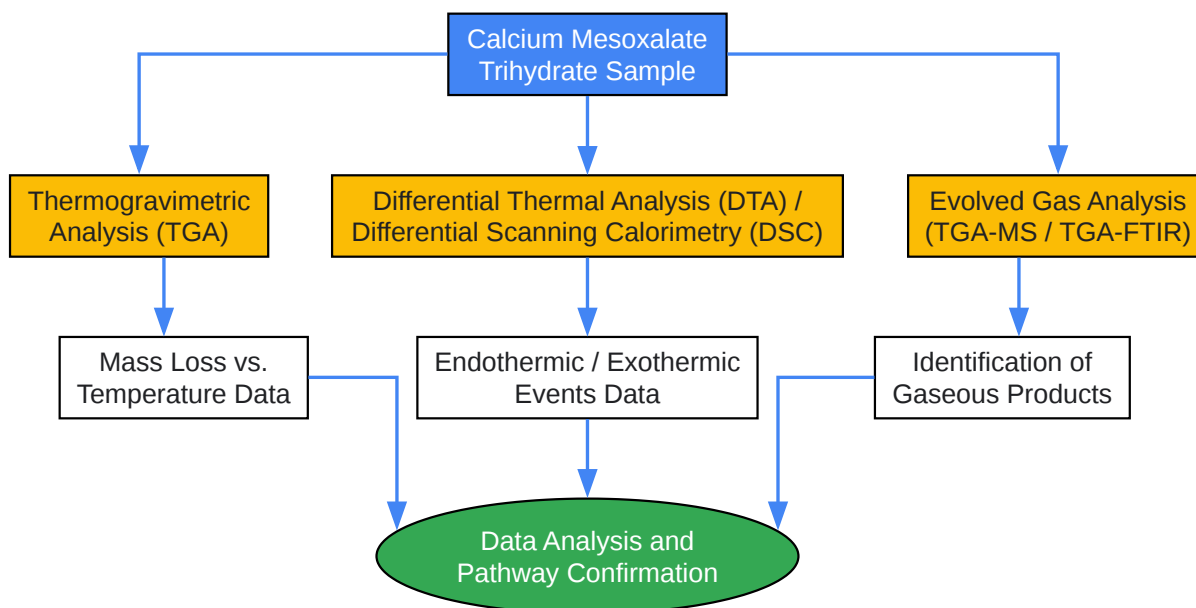 Calcium Mesoxalate
Trihydrate Sample
Thermogravimetric
Analysis (TGA)
Differential Thermal Analysis (DTA) /
Differential Scanning Calorimetry (DSC)
Evolved Gas Analysis
(TGA-MS / TGA-FTIR)
Mass Loss vs.
Temperature Data
Endothermic / Exothermic
Events Data
Identification of
Gaseous Products
Data Analysis and
Pathway Confirmation